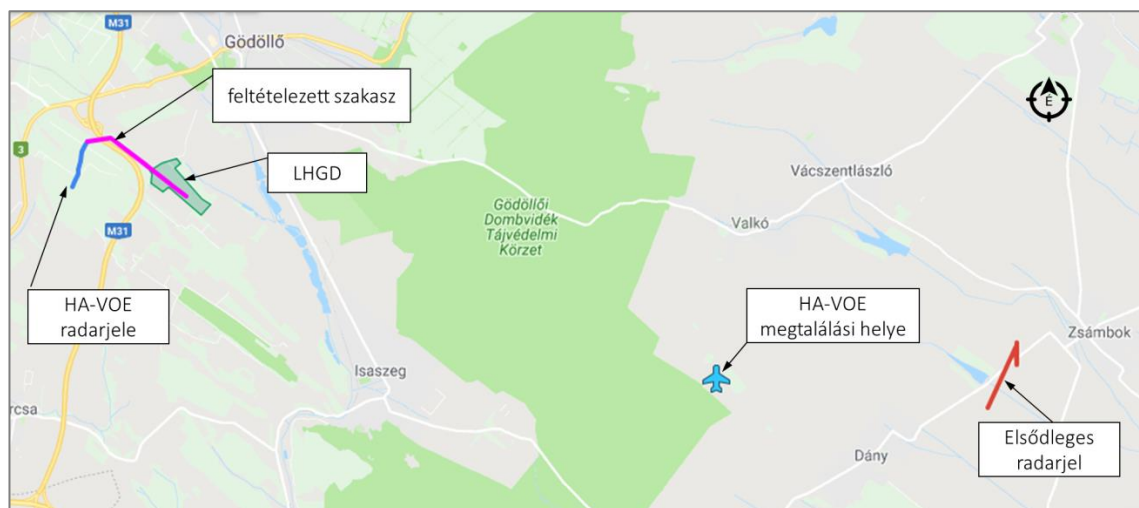 M31
Gödöllő
feltételezett szakasz
3
LHGD
M31
HA-VOE
radarjele
Isaszeg
arcsa
Gödöllői
Dombvidék
Tájvédelmi
Körzet
É
Vácszentlászló
Valkó
HA-VOE
megtalálási helye
Zsámbok
Dány
Elsődleges
radarjel